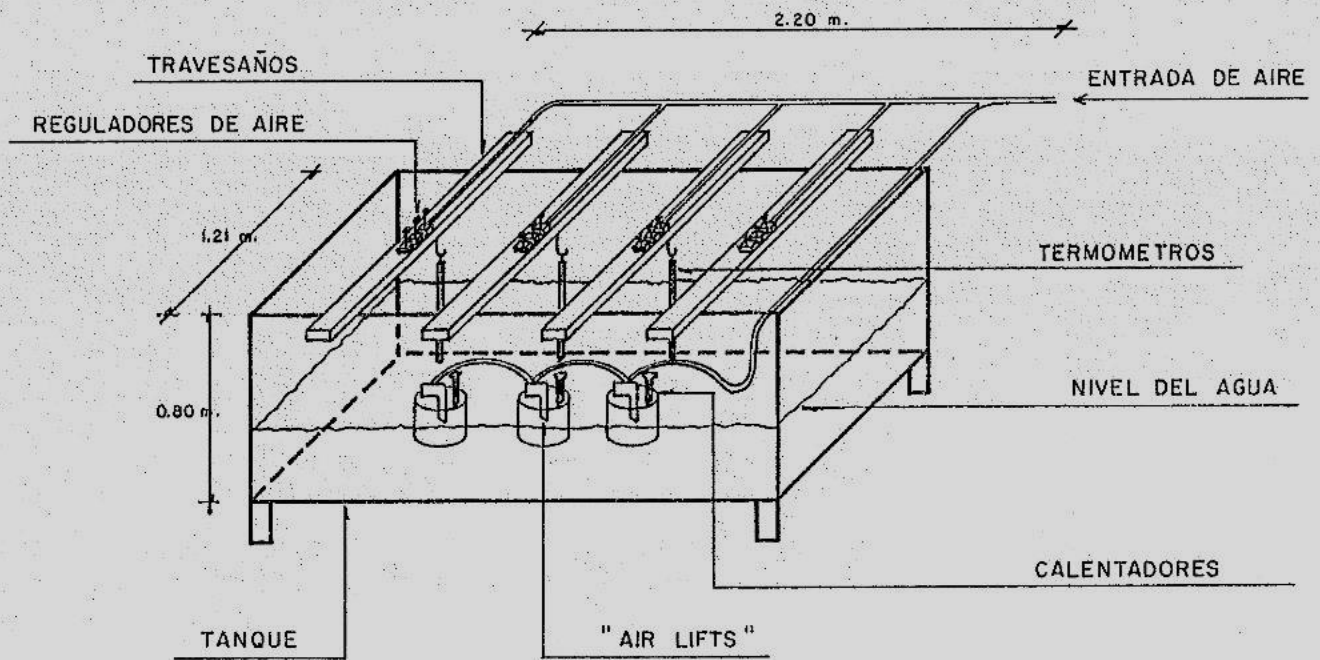 2.20 m.
TRAVESAÑOS
ENTRADA DE AIRE
REGULADORES DE AIRE
1.21 m.
TERMOMETROS
NIVEL DEL AGUA
0.80 m.
CALENTADORES
TANQUE
"AIR LIFTS"